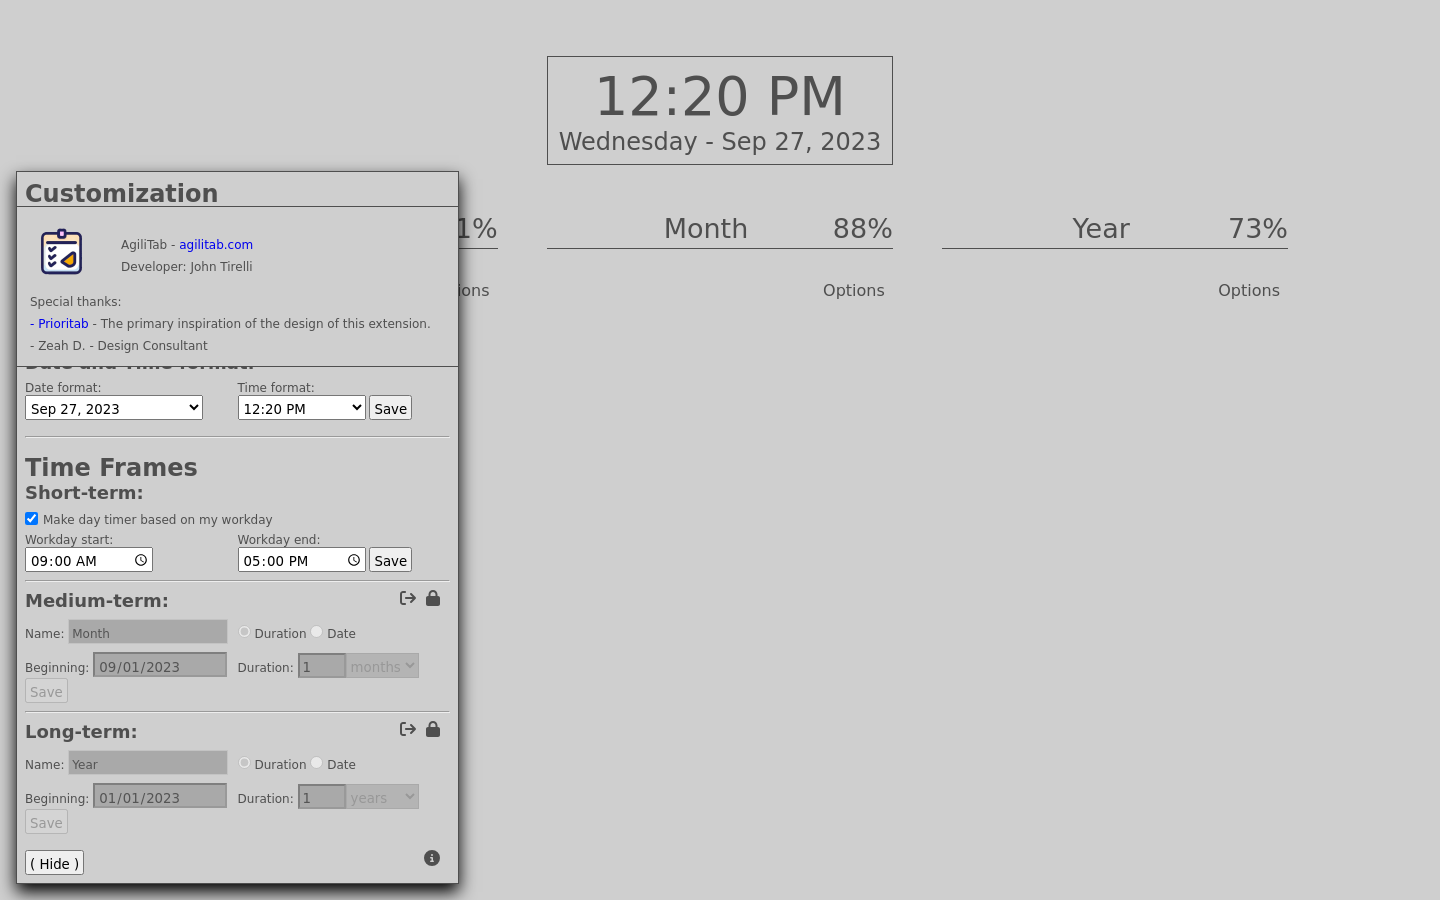 12:20 PM
Wednesday - Sep 27, 2023
1%
Month 88%
Year 73%
Options
Options
Customization
AgiliTab - agilitab.com
Developer: John Tirelli
Special thanks:
- Prioritab - The primary inspiration of the design of this extension.
- Zeah D. - Design Consultant
Date and Time format:
Date format: Time format:
Sep 27, 2023 12:20 PM Save
Time Frames
Short-term:
Make day timer based on my workday
Workday start: Workday end:
09:00 AM 05:00 PM Save
Medium-term:
Name: Month Duration Date
Beginning: 09/01/2023 Duration: 1 months
Save
Long-term:
Name: Year Duration Date
Beginning: 01/01/2023 Duration: 1 years
Save
( Hide )